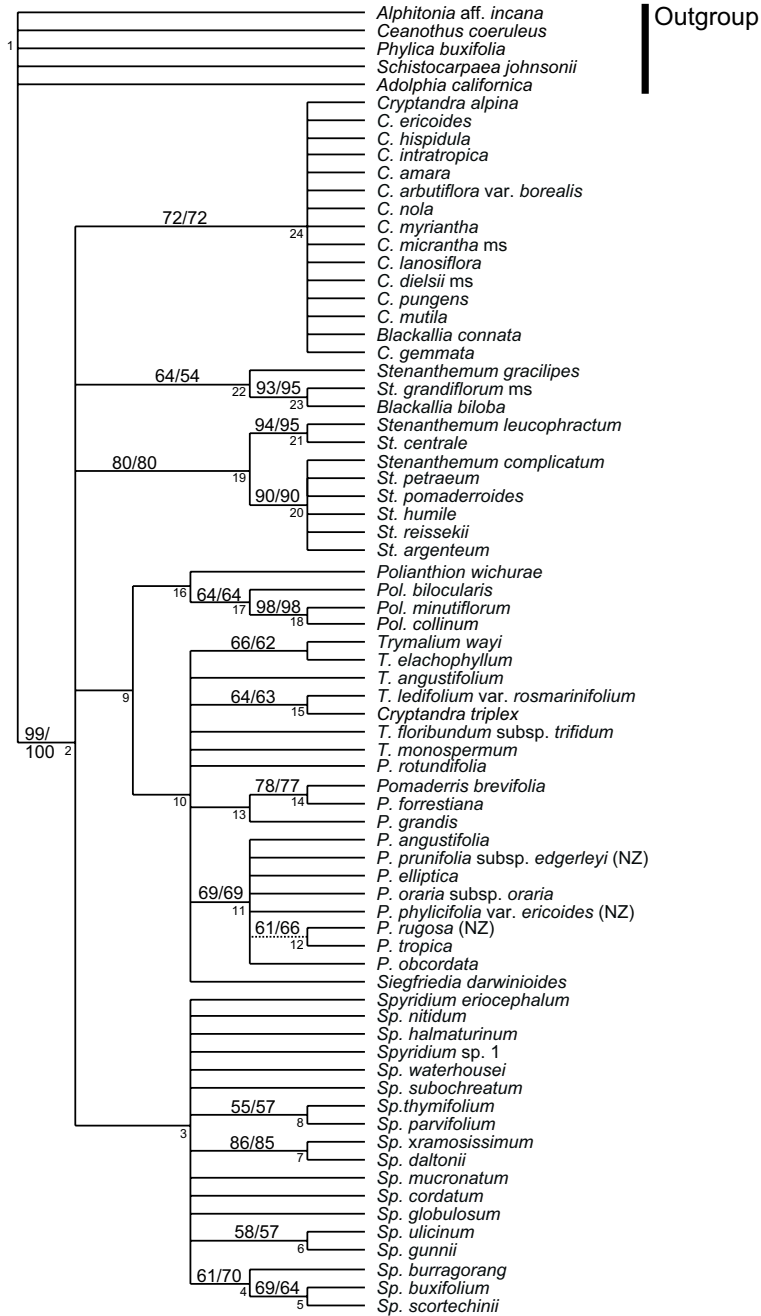 Alphitonia aff. incana
Outgroup
Ceanothus coeruleus
1
Phylica buxifolia
Schistocarpaea johnsonii
Adolphia californica
Cryptandra alpina
C. ericoides
C. hispidula
C. intratropica
C. amara
C. arbutiflora var. borealis
C. nola
72/72
24
C. myriantha
C. micrantha ms
C. lanosiflora
C. dielsii ms
C. pungens
C. mutila
Blackallia connata
C. gemmata
Stenanthemum gracilipes
64/54
22
93/95
St. grandiflorum ms
23
Blackallia biloba
Stenanthemum leucophractum
94/95
21
St. centrale
80/80
19
Stenanthemum complicatum
St. petraeum
90/90
St. pomaderroides
20
St. humile
St. reissekii
St. argenteum
Polianthion wichurae
16
64/64
Pol. bilocularis
17
98/98
Pol. minutiflorum
18
Pol. collinum
66/62
Trymalium wayi
T. elachophyllum
T. angustifolium
9
64/63
T. ledifolium var. rosmarinifolium
15
Cryptandra triplex
T. floribundum subsp. trifidum
99/
100
2
T. monospermum
P. rotundifolia
78/77
Pomaderris brevifolia
10
14
P. forrestiana
13
P. grandis
P. angustifolia
P. prunifolia subsp. edgerleyi (NZ)
P. elliptica
69/69
P. oraria subsp. oraria
11
P. phylicifolia var. ericoides (NZ)
61/66
P. rugosa (NZ)
12
P. tropica
P. obcordata
Siegfriedia darwinioides
Spyridium eriocephalum
Sp. nitidum
Sp. halmaturinum
Spyridium sp. 1
Sp. waterhousei
Sp. subochreatum
55/57
Sp.thymifolium
3
8
Sp. parvifolium
86/85
Sp. xramosissimum
7
Sp. daltonii
Sp. mucronatum
Sp. cordatum
Sp. globulosum
58/57
Sp. ulicinum
6
Sp. gunnii
61/70
Sp. burragorang
4
69/64
Sp. buxifolium
5
Sp. scortechinii